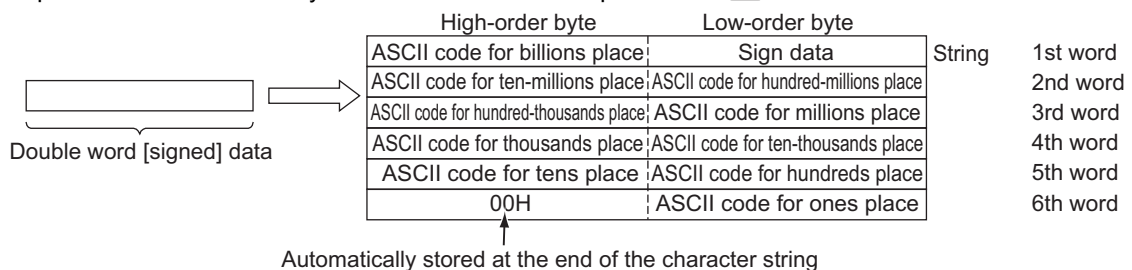 High-order byte Low-order byte
ASCII code for billions place Sign data String 1st word
ASCII code for ten-millions place ASCII code for hundred-millions place 2nd word
ASCII code for hundred-thousands place ASCII code for millions place 3rd word
ASCII code for thousands place ASCII code for ten-thousands place 4th word
Double word [signed] data
ASCII code for tens place ASCII code for hundreds place 5th word
00H ASCII code for ones place 6th word
Automatically stored at the end of the character string